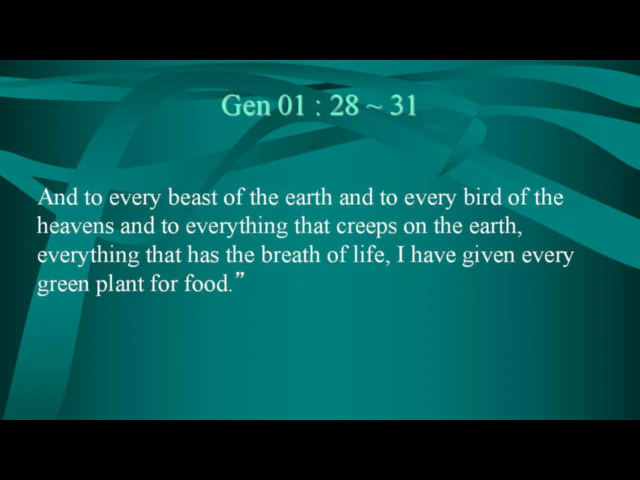 Gen 01 : 28 ~ 31
And to every beast of the earth and to every bird of the
heavens and to everything that creeps on the earth,
everything that has the breath of life, I have given every
green plant for food.”